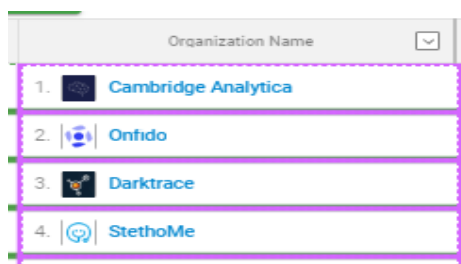 Organization Name
1. Cambridge Analytica
2. Onfido
3. Darktrace
4. StethoMe